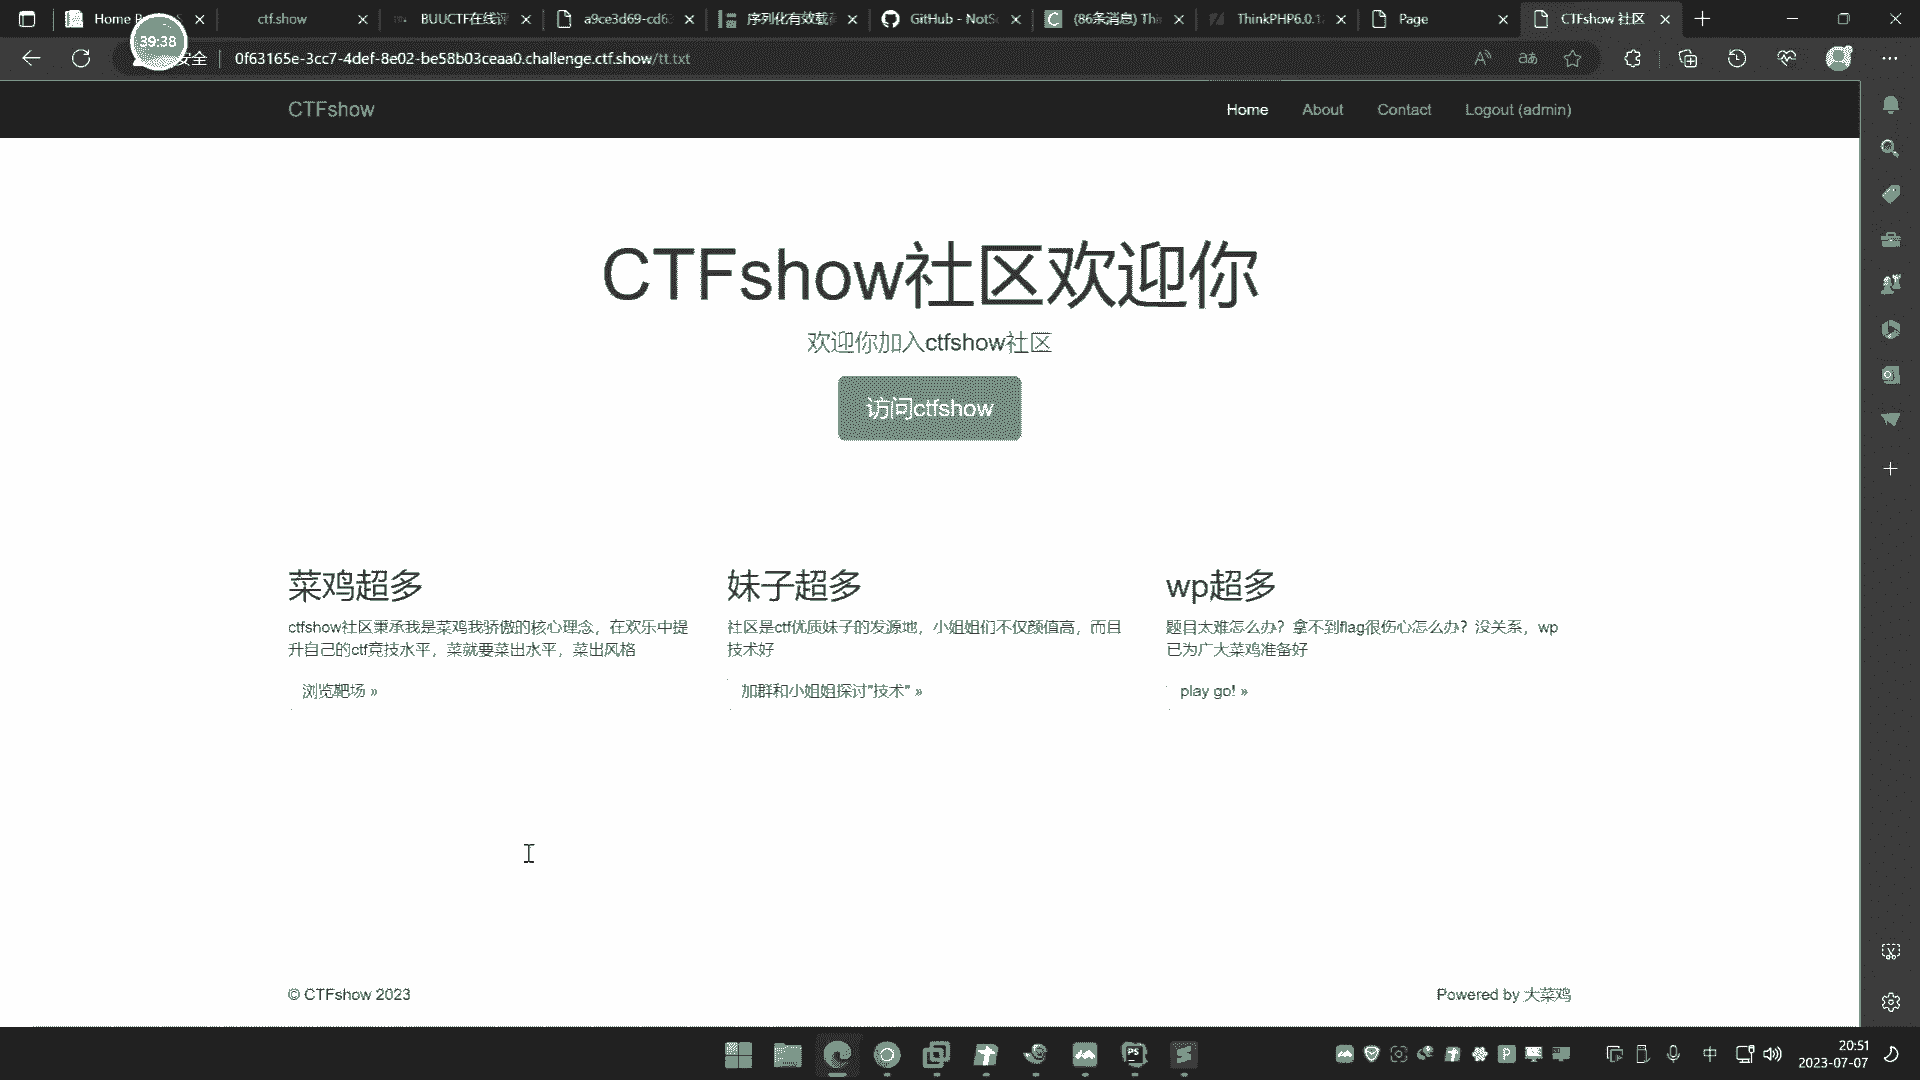 Home P
ctf.show
BUUCTF在线评
a9ce3d69-cd6
序列化有效载
GitHub - NotS
(86条消息) Thi
ThinkPHP6.0.1
Page
CTFshow 社区
39:38
安全
0f63165e-3cc7-4def-8e02-be58b03ceaa0.challenge.ctf.show/tt.txt
CTFshow
Home
About
Contact
Logout (admin)
CTFshow社区欢迎你
欢迎你加入ctfshow社区
访问ctfshow
菜鸡超多
ctfshow社区秉承我是菜鸡我骄傲的核心理念，在欢乐中提
升自己的ctf竞技水平，菜就要菜出水平，菜出风格
浏览靶场 »
妹子超多
社区是ctf优质妹子的发源地，小姐姐们不仅颜值高，而且
技术好
加群和小姐姐探讨"技术" »
wp超多
题目太难怎么办？拿不到flag很伤心怎么办？没关系，wp
已为广大菜鸡准备好
play go! »
© CTFshow 2023
Powered by 大菜鸡
中
20:51
2023-07-07